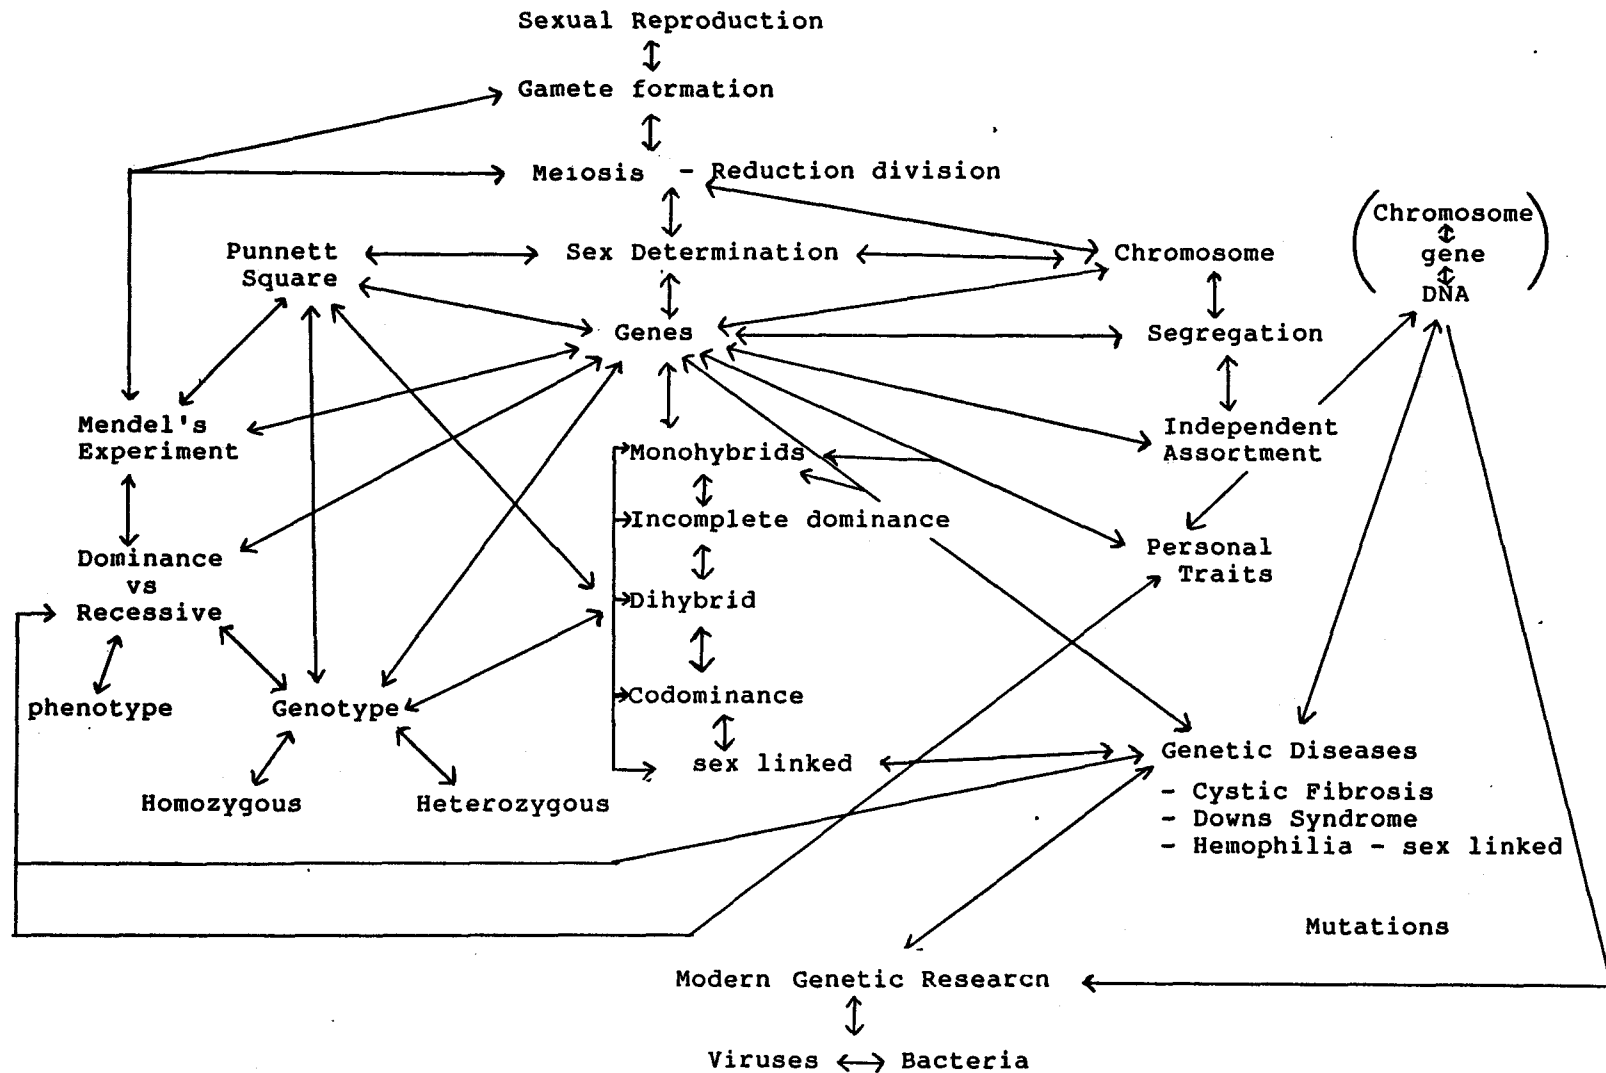 Sexual Reproduction
Gamete formation
Meiosis - Reduction division
Chromosome
gene
DNA
Punnett
Square
Sex Determination
Chromosome
Genes
Segregation
Mendel's
Experiment
Independent
Assortment
Monohybrids
Incomplete dominance
Personal
Traits
Dominance
vs
Recessive
Dihybrid
phenotype
Genotype
Codominance
sex linked
Homozygous
Heterozygous
Genetic Diseases
- Cystic Fibrosis
- Downs Syndrome
- Hemophilia - sex linked
Mutations
Modern Genetic Research
Viruses
Bacteria